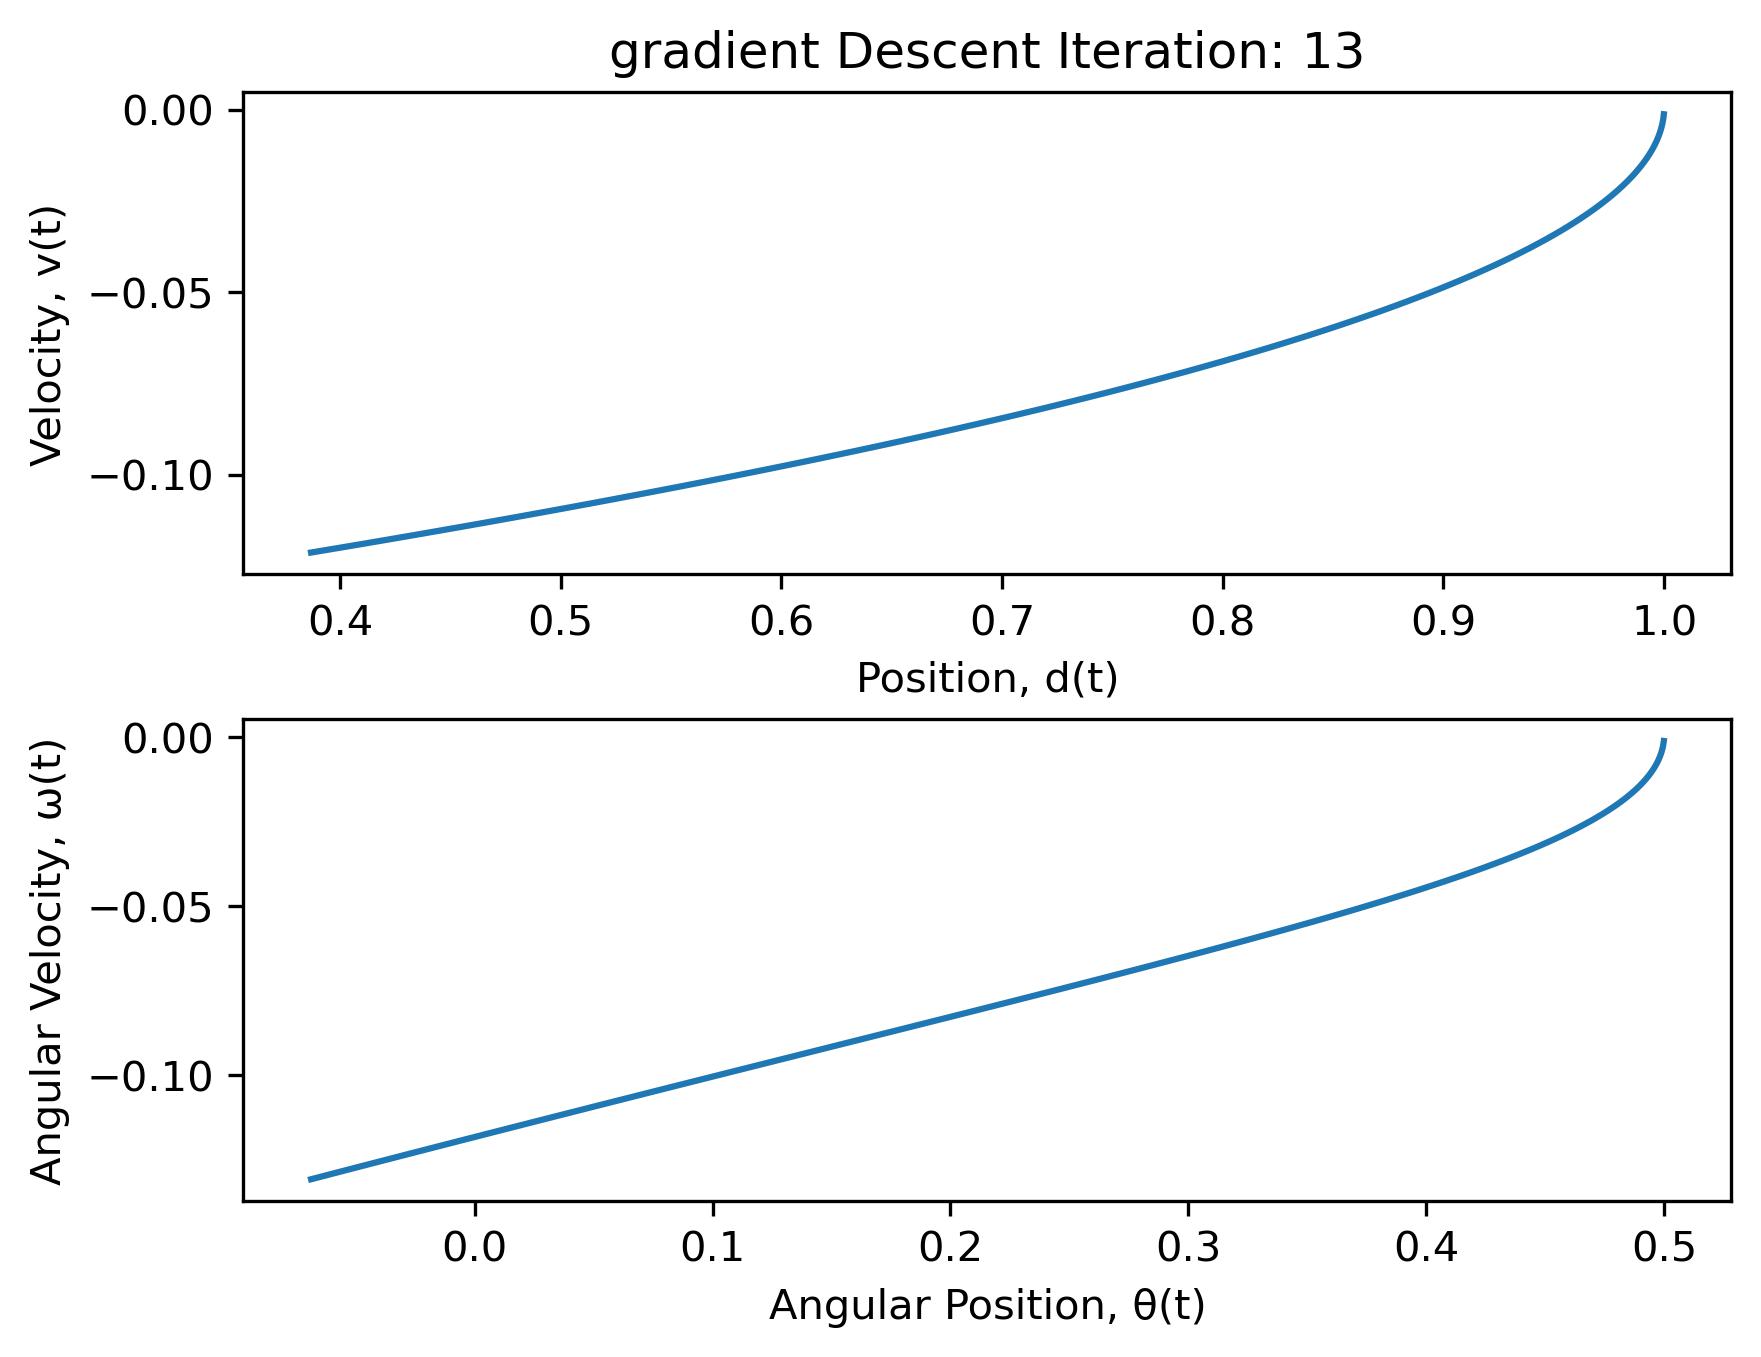 gradient Descent Iteration: 13
0.00
−0.05
−0.10
Velocity, v(t)
0.4 0.5 0.6 0.7 0.8 0.9 1.0
Position, d(t)
0.00
−0.05
−0.10
Angular Velocity, ω(t)
0.0 0.1 0.2 0.3 0.4 0.5
Angular Position, θ(t)